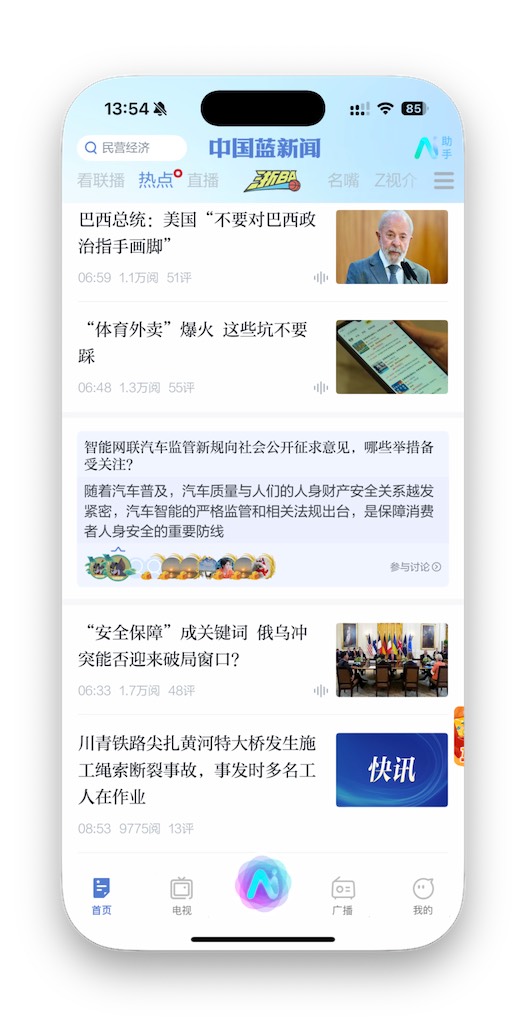 13:54
85
民营经济
中国蓝新闻
助
手
看联播 热点 直播 浙BA 名嘴 Z视介
巴西总统：美国“不要对巴西政
治指手画脚”
06:59 1.1万阅 51评
“体育外卖”爆火 这些坑不要
踩
06:48 1.3万阅 55评
智能网联汽车监管新规向社会公开征求意见，哪些举措备
受关注？
随着汽车普及，汽车质量与人们的人身财产安全关系越发
紧密，汽车智能的严格监管和相关法规出台，是保障消费
者人身安全的重要防线
参与讨论
“安全保障”成关键词 俄乌冲
突能否迎来破局窗口？
06:33 1.7万阅 48评
川青铁路尖扎黄河特大桥发生施
工绳索断裂事故，事发时多名工
人在作业
快讯
08:53 9775阅 13评
首页 电视 广播 我的